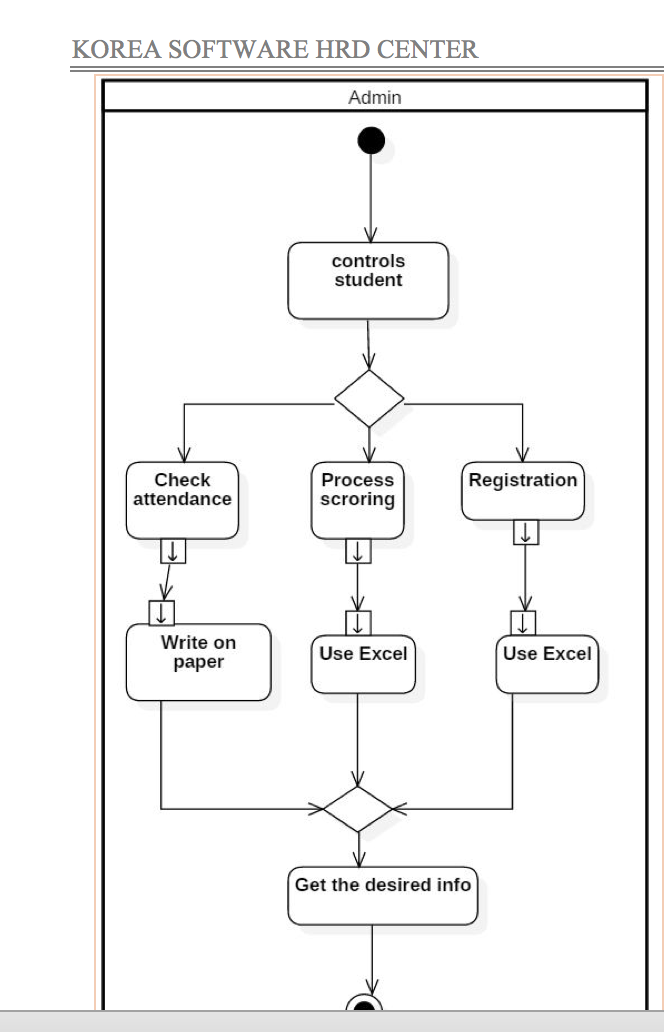 KOREA SOFTWARE HRD CENTER
Admin
controls
student
Check
attendance
Process
scroring
Registration
Write on
paper
Use Excel
Use Excel
Get the desired info